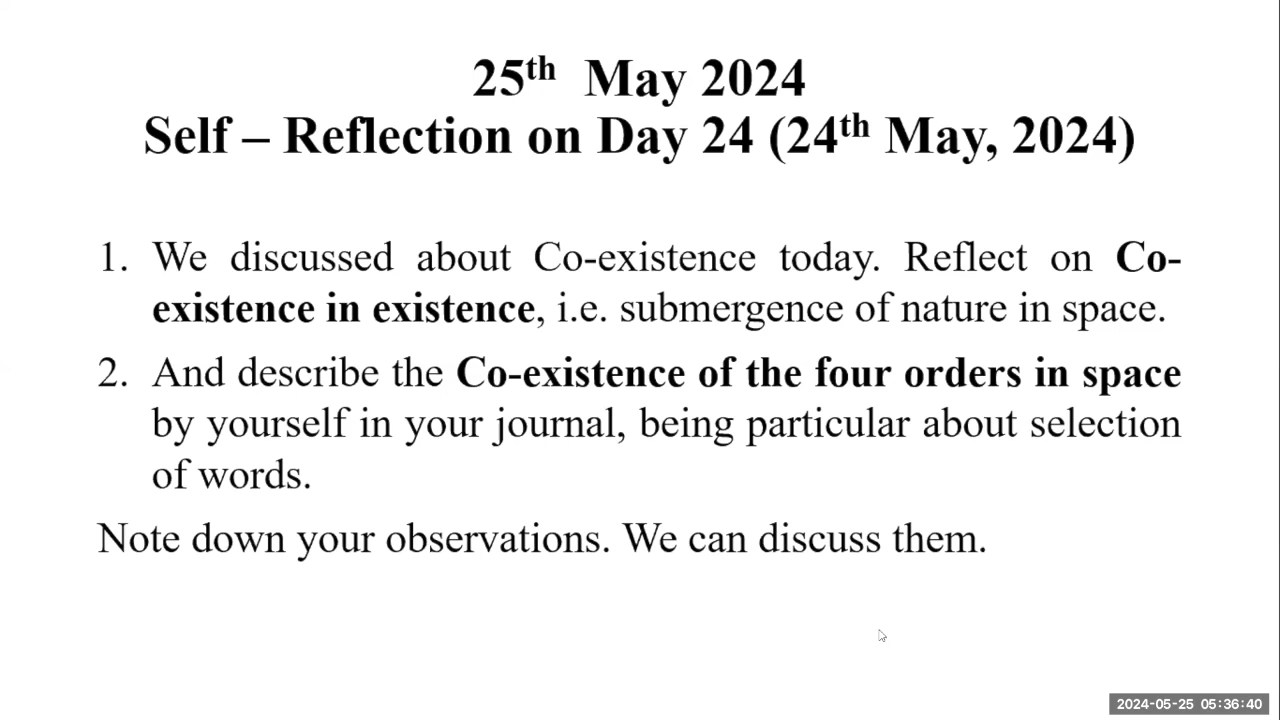 25th May 2024
Self – Reflection on Day 24 (24th May, 2024)
1. We discussed about Co-existence today. Reflect on Co-
existence in existence, i.e. submergence of nature in space.
2. And describe the Co-existence of the four orders in space
by yourself in your journal, being particular about selection
of words.
Note down your observations. We can discuss them.
2024-05-25 05:36:40